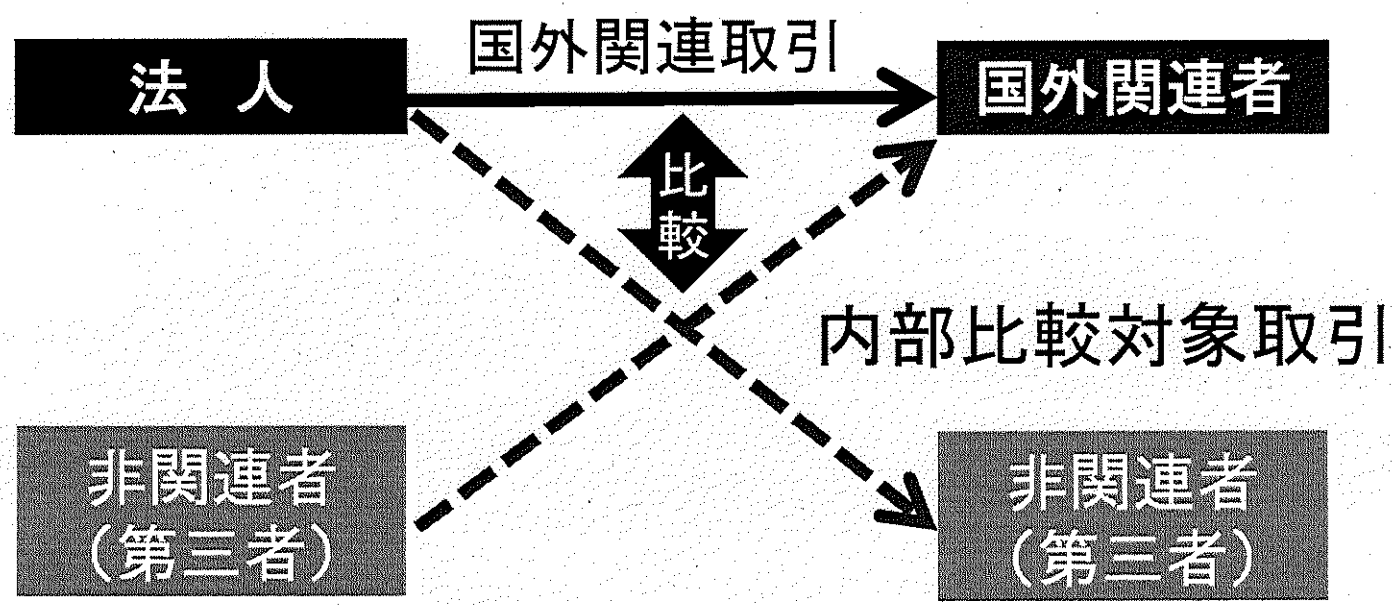 国外関連取引
法 人
国外関連者
比較
内部比較対象取引
非関連者
(第三者)
非関連者
(第三者)